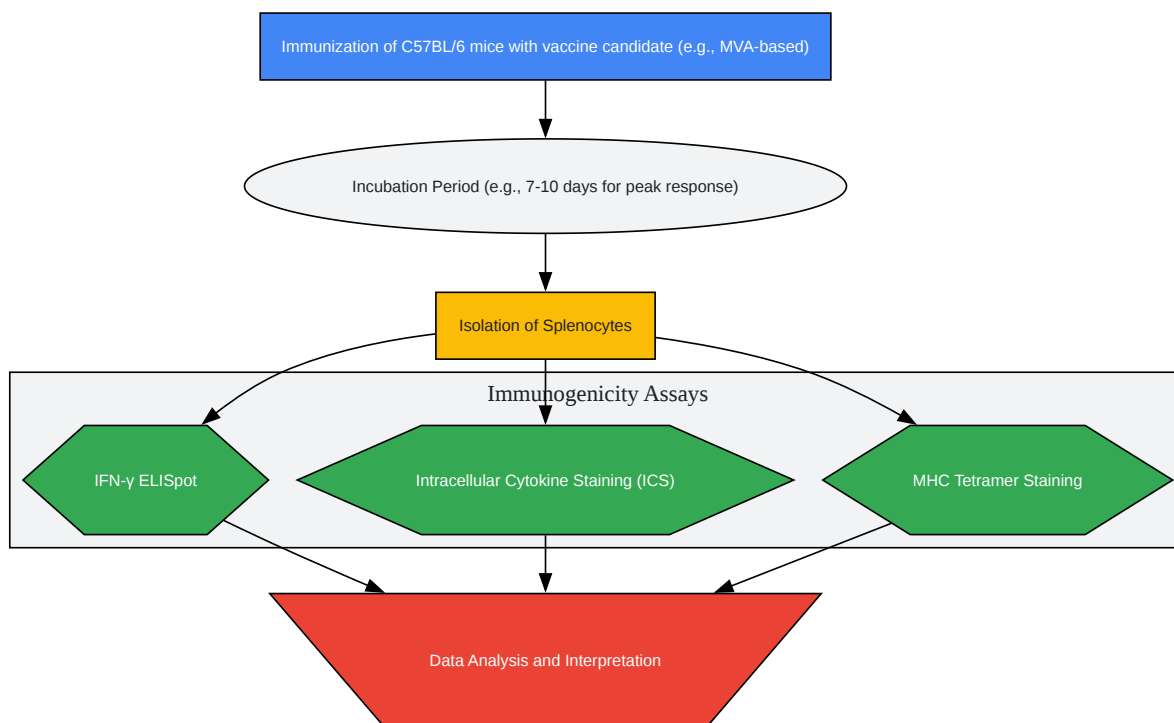 Immunization of C57BL/6 mice with vaccine candidate (e.g., MVA-based)
Incubation Period (e.g., 7-10 days for peak response)
Isolation of Splenocytes
Immunogenicity Assays
IFN-γ ELISpot
Intracellular Cytokine Staining (ICS)
MHC Tetramer Staining
Data Analysis and Interpretation